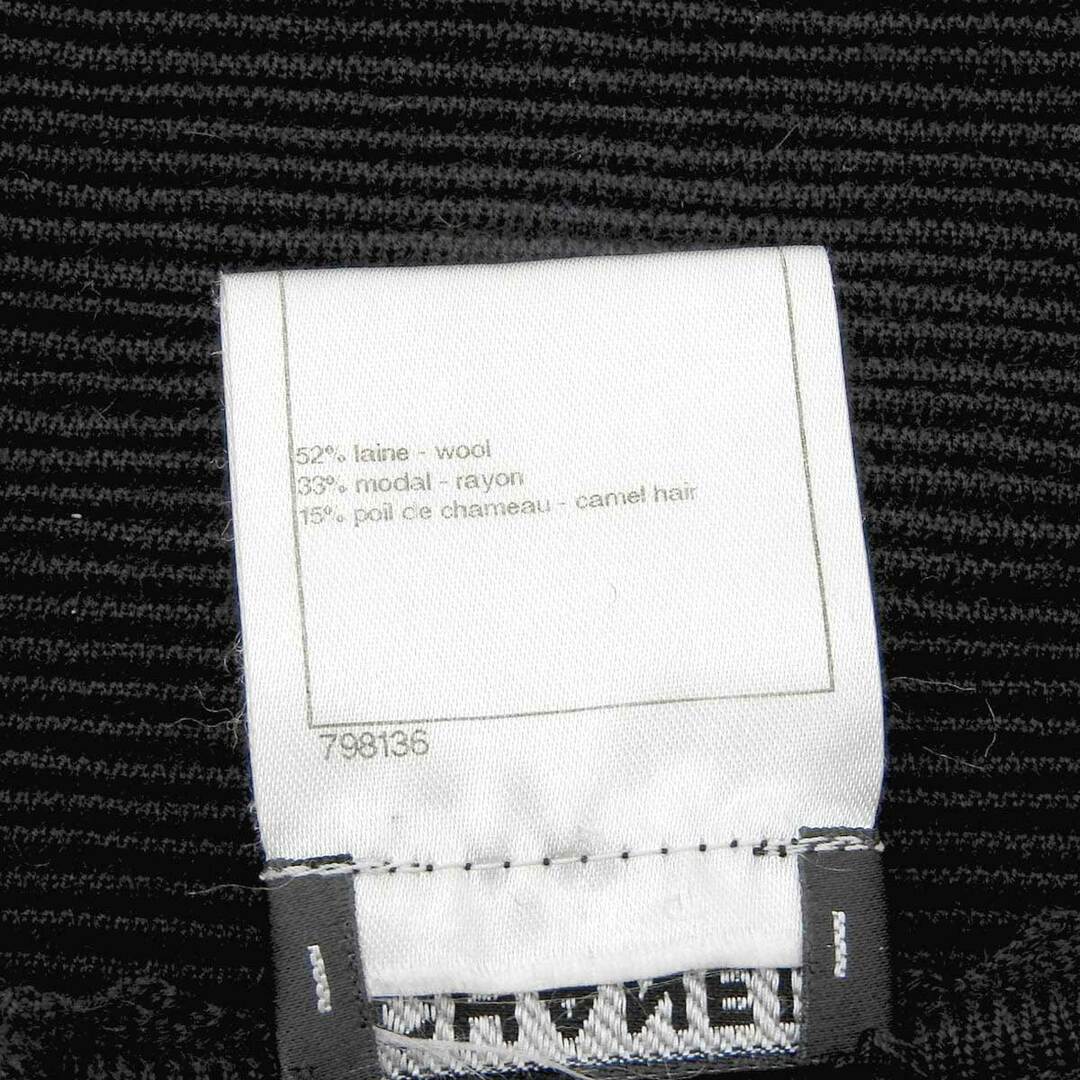 52% laine - wool
33% modal - rayon
15% poil de chameau - camel hair
798136